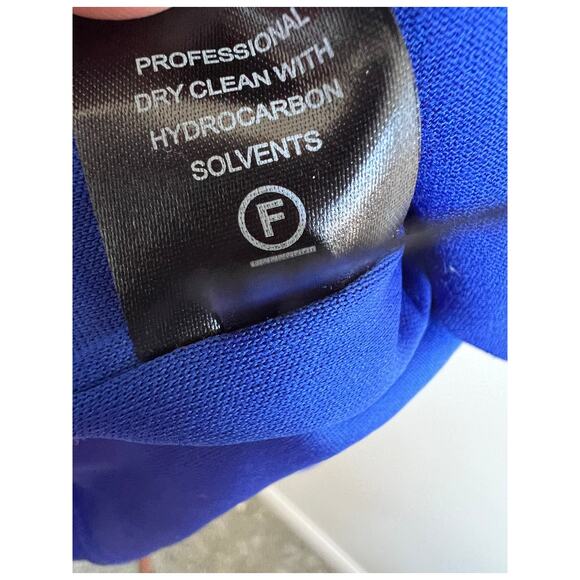 PROFESSIONAL
DRY CLEAN WITH
HYDROCARBON
SOLVENTS
F